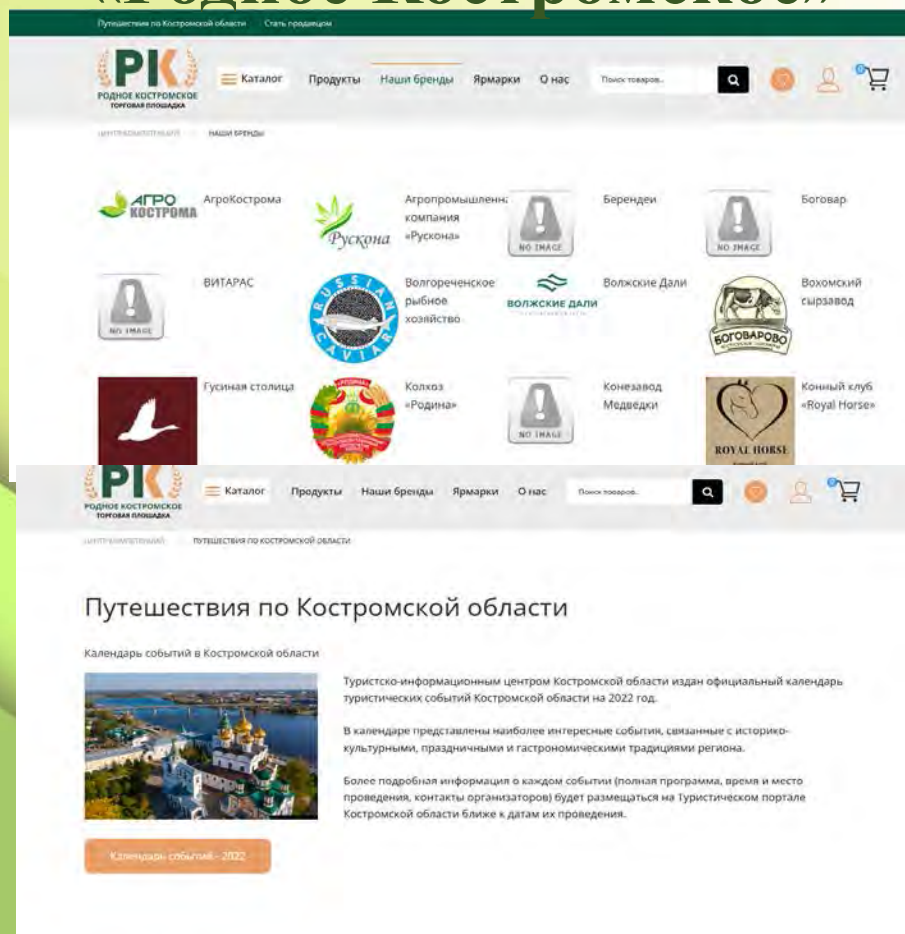 «Родное Костромское»
Путешествия по Костромской области Стать продавцом
РК
РОДНОЕ КОСТРОМСКОЕ
ТОРГОВАЯ ПЛОЩАДКА
Каталог Продукты Наши бренды Ярмарки О нас Поиск товаров... 0
НАШИ БРЕНДЫ
АГРО
КОСТРОМА
АгроКострома
Рускона
Агропромышленна
компания
«Рускона»
NO IMAGE
Берендеи
NO IMAGE
Боговар
NO IMAGE
ВИТАРАС
RUSSIAN
CAVIAR
Волгореченское
рыбное
хозяйство
ВОЛЖСКИЕ ДАЛИ
Волжские Дали
БОГОВАРОВО
Вохомский
сырзавод
Гусиная столица
«РОДИНА»
Колхоз
«Родина»
NO IMAGE
Конезавод
Медведки
ROYAL HORSE
Конный клуб
«Royal Horse»
РК
РОДНОЕ КОСТРОМСКОЕ
ТОРГОВАЯ ПЛОЩАДКА
Каталог Продукты Наши бренды Ярмарки О нас Поиск товаров... 0
ПУТЕШЕСТВИЯ ПО КОСТРОМСКОЙ ОБЛАСТИ
Путешествия по Костромской области
Календарь событий в Костромской области
Туристско-информационным центром Костромской области издан официальный календарь
туристических событий Костромской области на 2022 год.
В календаре представлены наиболее интересные события, связанные с историко-
культурными, праздничными и гастрономическими традициями региона.
Более подробная информация о каждом событии (полная программа, время и место
проведения, контакты организаторов) будет размещаться на Туристическом портале
Костромской области ближе к датам их проведения.
Календарь событий - 2022